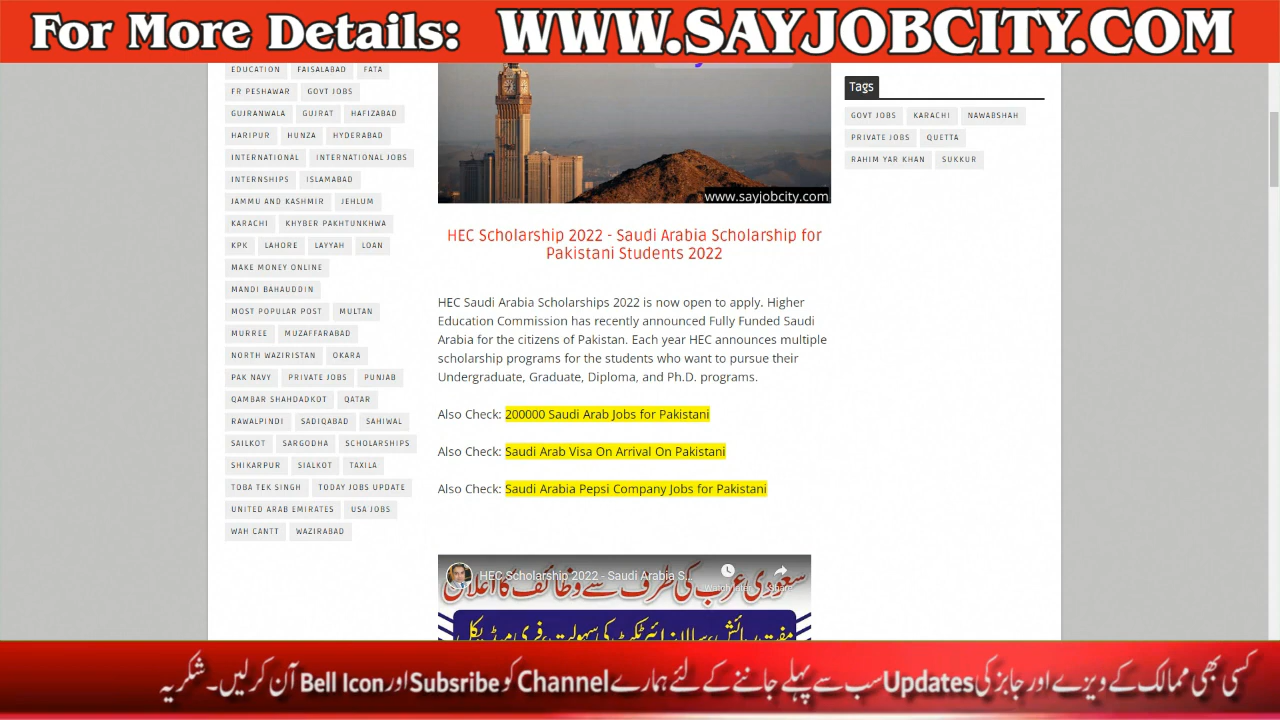 For More Details: WWW.SAYJOBCITY.COM
EDUCATION FAISALABAD FATA
FR PESHAWAR GOVT JOBS
GUJRANWALA GUJRAT HAFIZABAD
HARIPUR HUNZA HYDERABAD
INTERNATIONAL INTERNATIONAL JOBS
INTERNSHIPS ISLAMABAD
JAMMU AND KASHMIR JEHLUM
KARACHI KHYBER PAKHTUNKHWA
KPK LAHORE LAYYAH LOAN
MAKE MONEY ONLINE
MANDI BAHAUDDIN
MOST POPULAR POST MULTAN
MURREE MUZAFFARABAD
NORTH WAZIRISTAN OKARA
PAK NAVY PRIVATE JOBS PUNJAB
QAMBAR SHAHDADKOT QATAR
RAWALPINDI SADIQABAD SAHIWAL
SAILKOT SARGODHA SCHOLARSHIPS
SHIKARPUR SIALKOT TAXILA
TOBA TEK SINGH TODAY JOBS UPDATE
UNITED ARAB EMIRATES USA JOBS
WAH CANTT WAZIRABAD
www.sayjobcity.com
HEC Scholarship 2022 - Saudi Arabia Scholarship for
Pakistani Students 2022
HEC Saudi Arabia Scholarships 2022 is now open to apply. Higher
Education Commission has recently announced Fully Funded Saudi
Arabia for the citizens of Pakistan. Each year HEC announces multiple
scholarship programs for the students who want to pursue their
Undergraduate, Graduate, Diploma, and Ph.D. programs.
Also Check: 200000 Saudi Arab Jobs for Pakistani
Also Check: Saudi Arab Visa On Arrival On Pakistani
Also Check: Saudi Arabia Pepsi Company Jobs for Pakistani
HEC Scholarship 2022 - Saudi Arabia S...
Watch later Share
سعودی عرب کی طرف سے وظائف کا اعلان
Tags
GOVT JOBS KARACHI NAWABSHAH
PRIVATE JOBS QUETTA
RAHIM YAR KHAN SUKKUR
کسی بھی ممالک کے ویزے اور جابز کی Updates سب سے پہلے جاننے کے لئے ہمارے Channel کو Subsribe اور Bell Icon آن کر لیں۔ شکریہ